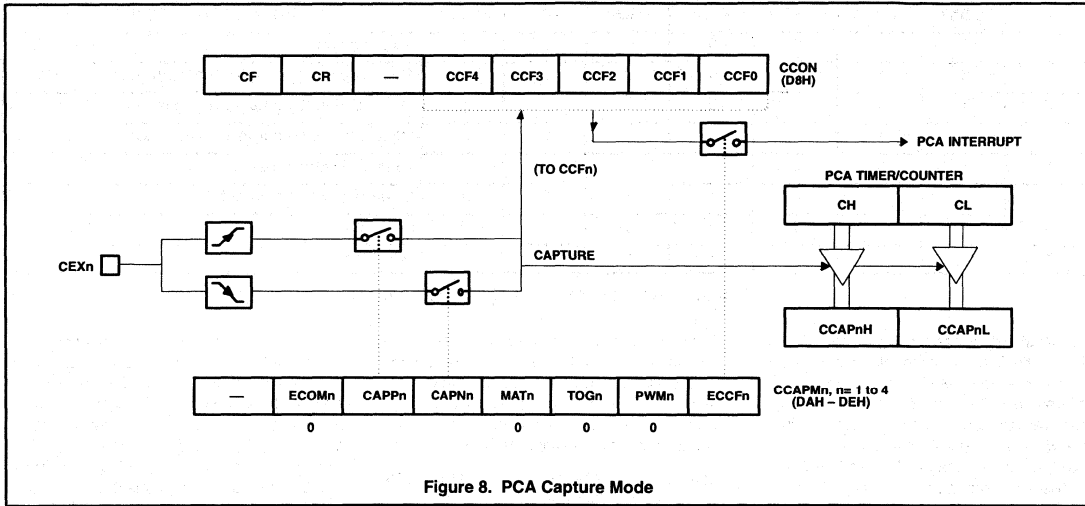 CF CR — CCF4 CCF3 CCF2 CCF1 CCF0
CCON
(D8H)
(TO CCFn)
PCA INTERRUPT
PCA TIMER/COUNTER
CH CL
CEXn
CAPTURE
CCAPnH CCAPnL
— ECOMn CAPPn CAPNn MATn TOGn PWMn ECCFn
CCAPMn, n= 1 to 4
(DAH – DEH)
0 0 0 0
Figure 8. PCA Capture Mode